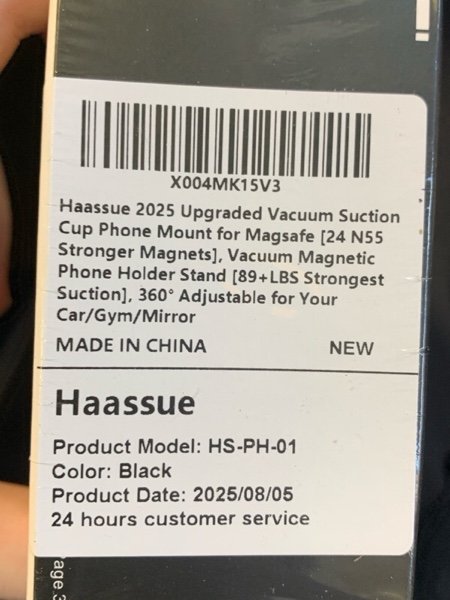 X004MK15V3
Haassue 2025 Upgraded Vacuum Suction
Cup Phone Mount for Magsafe [24 N55
Stronger Magnets], Vacuum Magnetic
Phone Holder Stand [89+LBS Strongest
Suction], 360° Adjustable for Your
Car/Gym/Mirror
MADE IN CHINA NEW
Haassue
Product Model: HS-PH-01
Color: Black
Product Date: 2025/08/05
24 hours customer service